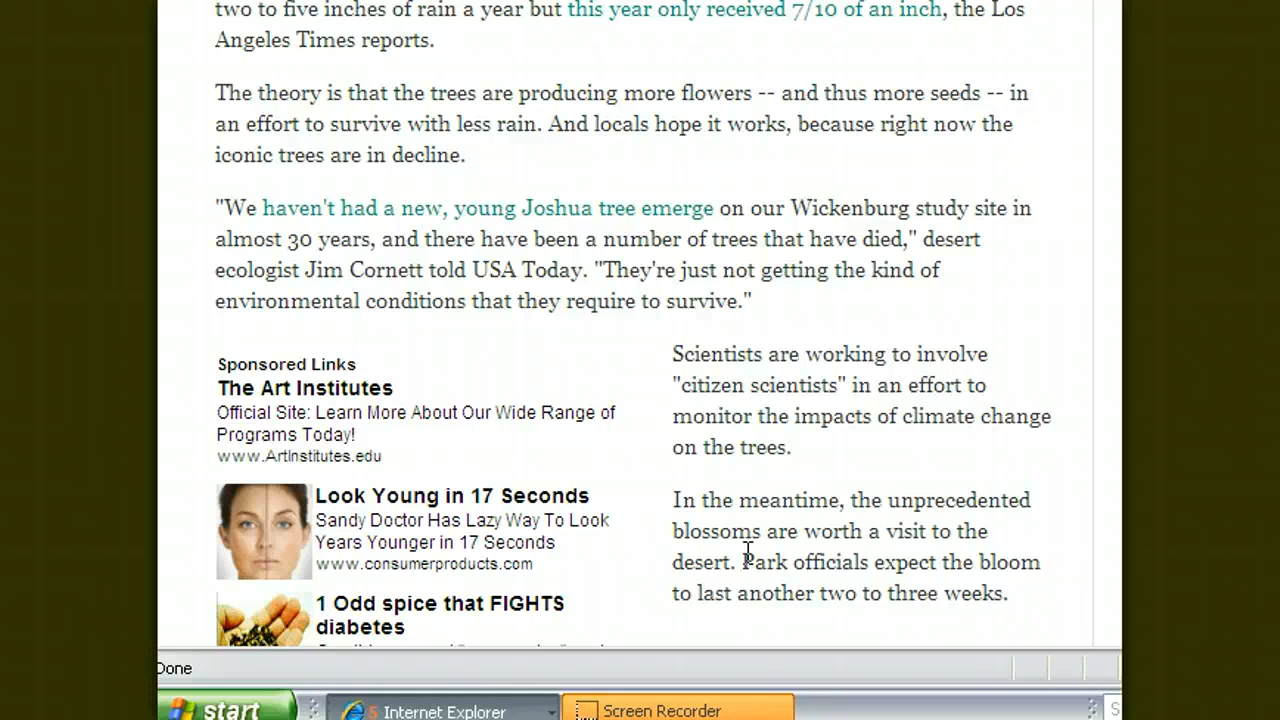 two to five inches of rain a year but this year only received 7/10 of an inch, the Los
Angeles Times reports.
The theory is that the trees are producing more flowers -- and thus more seeds -- in
an effort to survive with less rain. And locals hope it works, because right now the
iconic trees are in decline.
"We haven't had a new, young Joshua tree emerge on our Wickenburg study site in
almost 30 years, and there have been a number of trees that have died," desert
ecologist Jim Cornett told USA Today. "They're just not getting the kind of
environmental conditions that they require to survive."
Sponsored Links
The Art Institutes
Official Site: Learn More About Our Wide Range of
Programs Today!
www.ArtInstitutes.edu
Look Young in 17 Seconds
Sandy Doctor Has Lazy Way To Look
Years Younger in 17 Seconds
www.consumerproducts.com
1 Odd spice that FIGHTS
diabetes
Scientists are working to involve
"citizen scientists" in an effort to
monitor the impacts of climate change
on the trees.
In the meantime, the unprecedented
blossoms are worth a visit to the
desert. Park officials expect the bloom
to last another two to three weeks.
Done
start
5 Internet Explorer
Screen Recorder
S